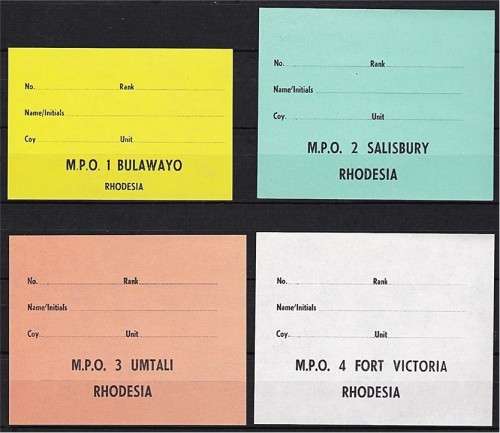 No. Rank
Name/Initials
Coy Unit
M.P.O. 1 BULAWAYO
RHODESIA
No. Rank
Name/Initials
Coy Unit
M.P.O. 2 SALISBURY
RHODESIA
No. Rank
Name/Initials
Coy Unit
M.P.O. 3 UMTALI
RHODESIA
No. Rank
Name/Initials
Coy Unit
M.P.O. 4 FORT VICTORIA
RHODESIA